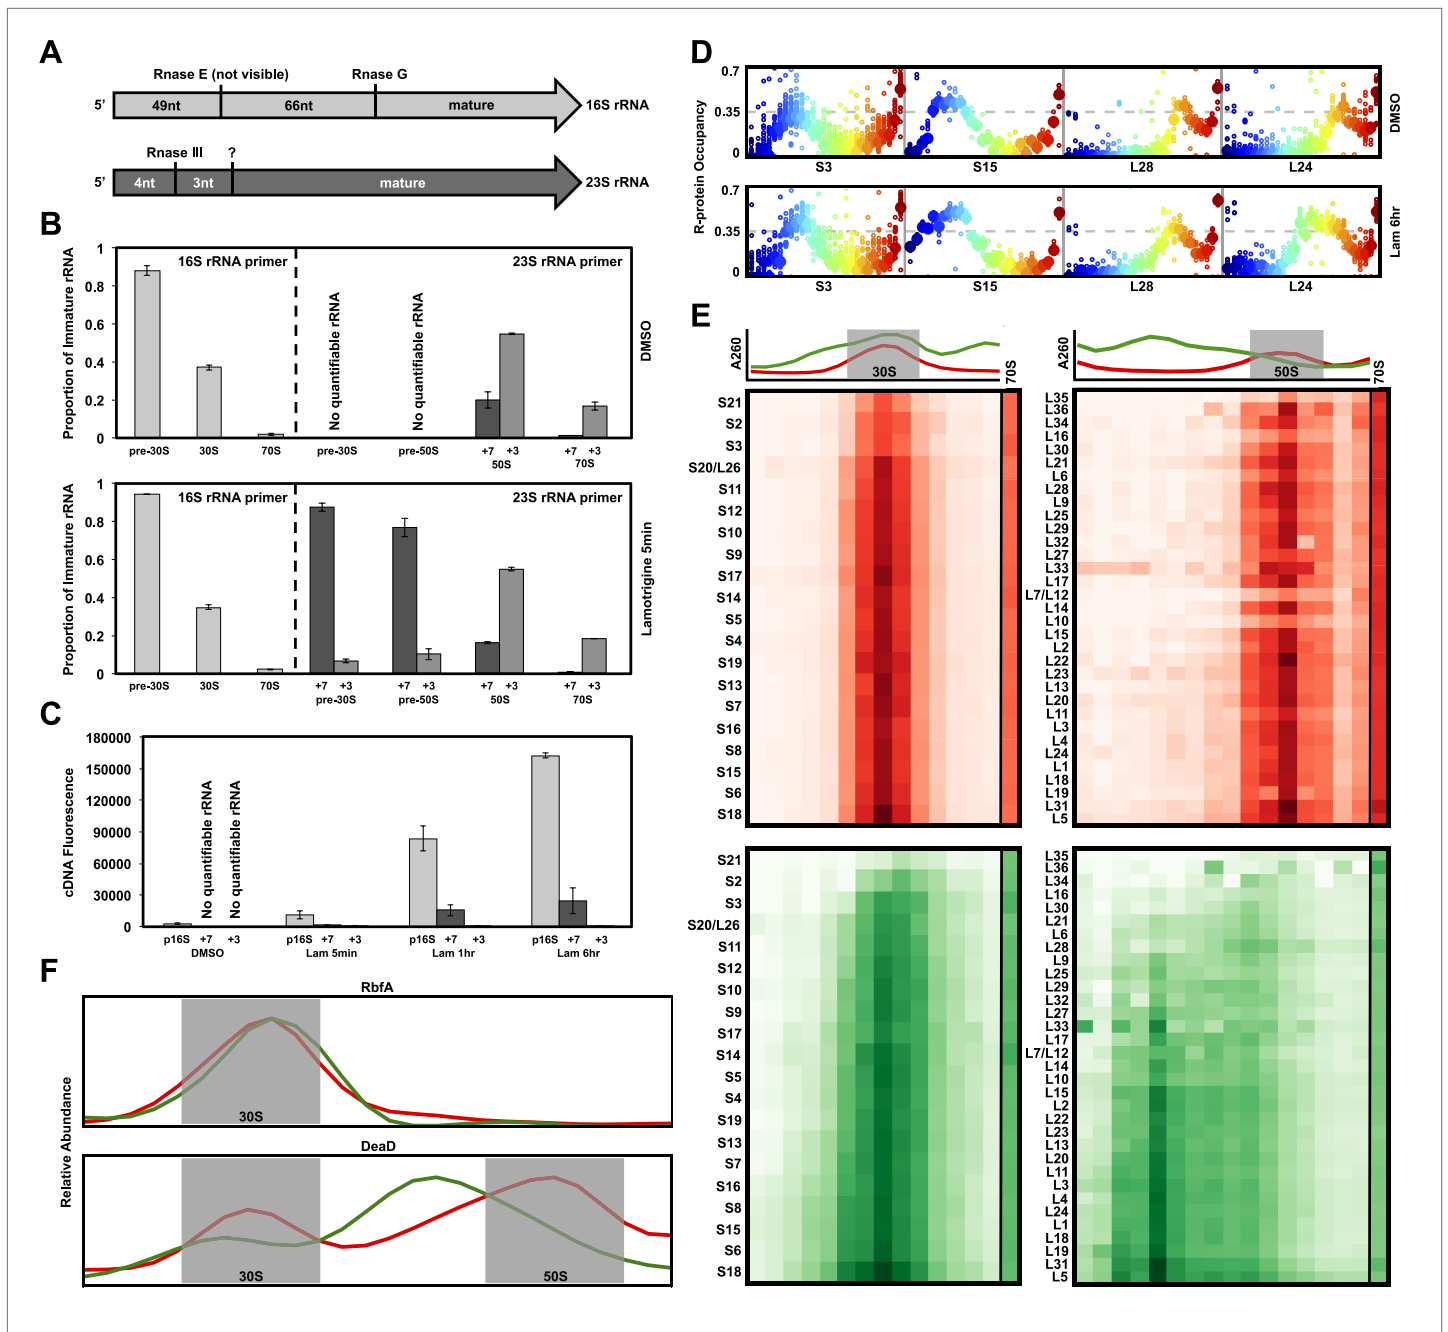 A
Rnase E (not visible) Rnase G
5’ 49nt 66nt mature 16S rRNA
Rnase III ?
5’ 4nt 3nt mature 23S rRNA
B
Proportion of Immature rRNA
1
0.8
0.6
0.4
0.2
0
16S rRNA primer 23S rRNA primer
No quantifiable rRNA
No quantifiable rRNA
DMSO
pre-30S 30S 70S pre-30S pre-50S +7 +3 +7 +3
50S 70S
Proportion of Immature rRNA
1
0.8
0.6
0.4
0.2
0
16S rRNA primer 23S rRNA primer
Lamotrigine 5min
pre-30S 30S 70S +7 +3 +7 +3 +7 +3 +7 +3
pre-30S pre-50S 50S 70S
C
cDNA Fluorescence
180000
150000
120000
90000
60000
30000
0
No quantifiable rRNA
No quantifiable rRNA
p16S +7 +3 p16S +7 +3 p16S +7 +3 p16S +7 +3
DMSO Lam 5min Lam 1hr Lam 6hr
D
R-protein Occupancy
0.7
0.35
0
DMSO
S3 S15 L28 L24
0.7
0.35
0
Lam 6hr
S3 S15 L28 L24
E
A260
30S
70S
S21
S2
S3
S20/L26
S11
S12
S10
S9
S17
S14
S5
S4
S19
S13
S7
S16
S8
S15
S6
S18
A260
50S
70S
L35
L36
L34
L16
L30
L21
L6
L28
L9
L25
L29
L32
L27
L33
L17
L7/L12
L14
L10
L15
L2
L22
L23
L13
L20
L11
L3
L4
L24
L1
L18
L19
L31
L5
S21
S2
S3
S20/L26
S11
S12
S10
S9
S17
S14
S5
S4
S19
S13
S7
S16
S8
S15
S6
S18
L35
L36
L34
L16
L30
L21
L6
L28
L9
L25
L29
L32
L27
L33
L17
L7/L12
L14
L10
L15
L2
L22
L23
L13
L20
L11
L3
L4
L24
L1
L18
L19
L31
L5
F
Relative Abundance
RbfA
30S
DeaD
30S 50S